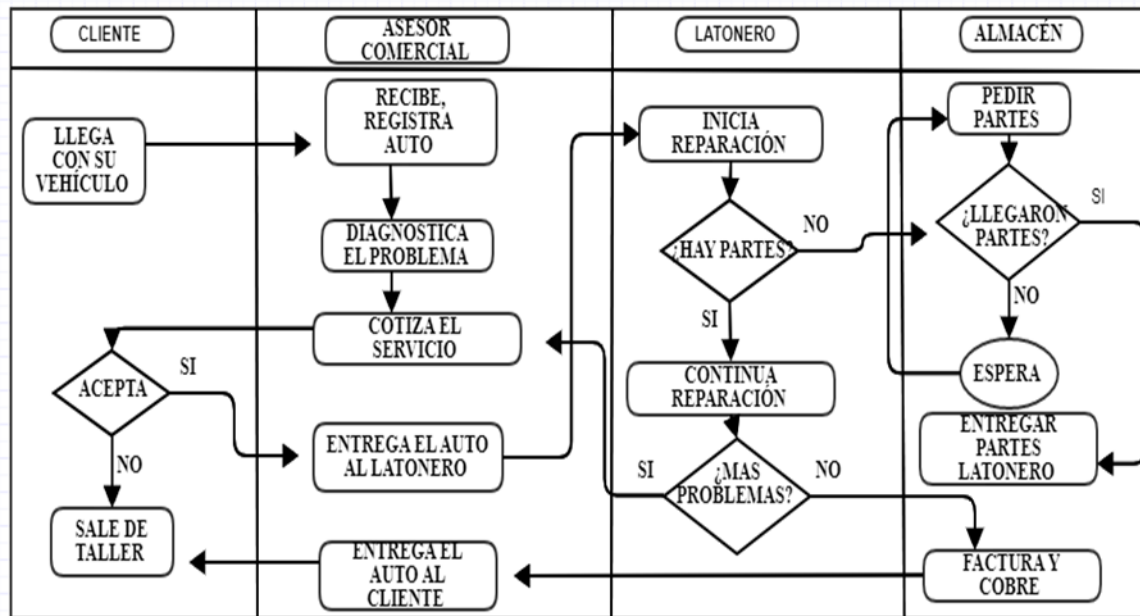 CLIENTE
ASESOR
COMERCIAL
LATONERO
ALMACÉN
LLEGA
CON SU
VEHÍCULO
RECIBE,
REGISTRA
AUTO
DIAGNOSTICA
EL PROBLEMA
COTIZA EL
SERVICIO
ACEPTA
SI
NO
SALE DE
TALLER
ENTREGA EL AUTO
AL LATONERO
ENTREGA EL
AUTO AL
CLIENTE
INICIA
REPARACIÓN
¿HAY PARTES?
NO
SI
CONTINUA
REPARACIÓN
¿MAS
PROBLEMAS?
SI
NO
PEDIR
PARTES
¿LLEGARON
PARTES?
SI
NO
ESPERA
ENTREGAR
PARTES
LATONERO
FACTURA Y
COBRE